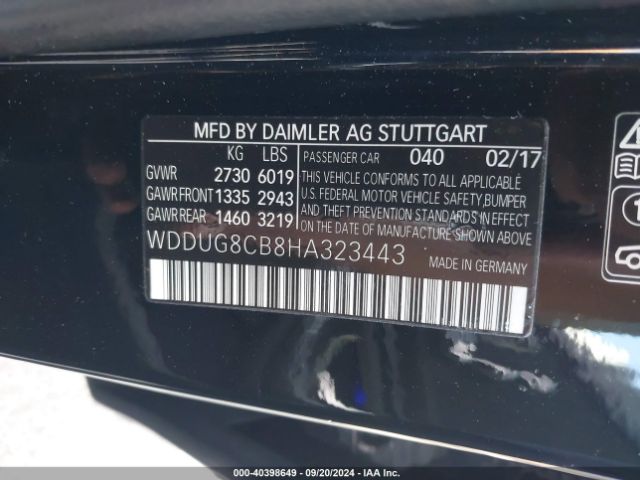 MFD BY DAIMLER AG STUTTGART
KG LBS
GVWR 2730 6019
GAWR FRONT 1335 2943
GAWR REAR 1460 3219
PASSENGER CAR 040 02/17
THIS VEHICLE CONFORMS TO ALL APPLICABLE
U.S. FEDERAL MOTOR VEHICLE SAFETY, BUMPER
AND THEFT PREVENTION STANDARDS IN EFFECT
ON THE DATE OF MANUFACTURE SHOWN ABOVE.
WDDUG8CB8HA323443 MADE IN GERMANY
000-40398649 - 09/20/2024 - IAA Inc.